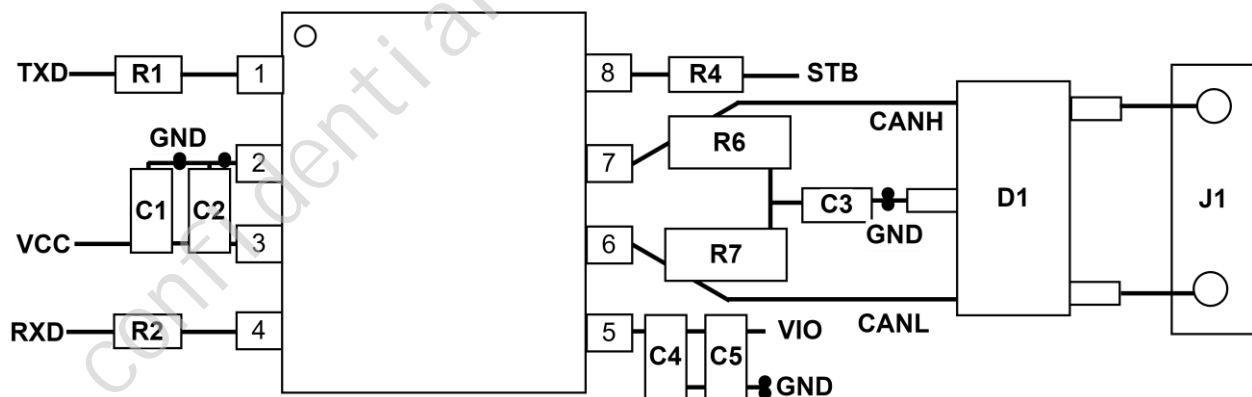 TXD
R1
1
8
R4
STB
GND
2
7
R6
CANH
C1
C2
C3
GND
D1
J1
VCC
3
6
R7
RXD
R2
4
5
C4
C5
VIO
CANL
GND
confidential